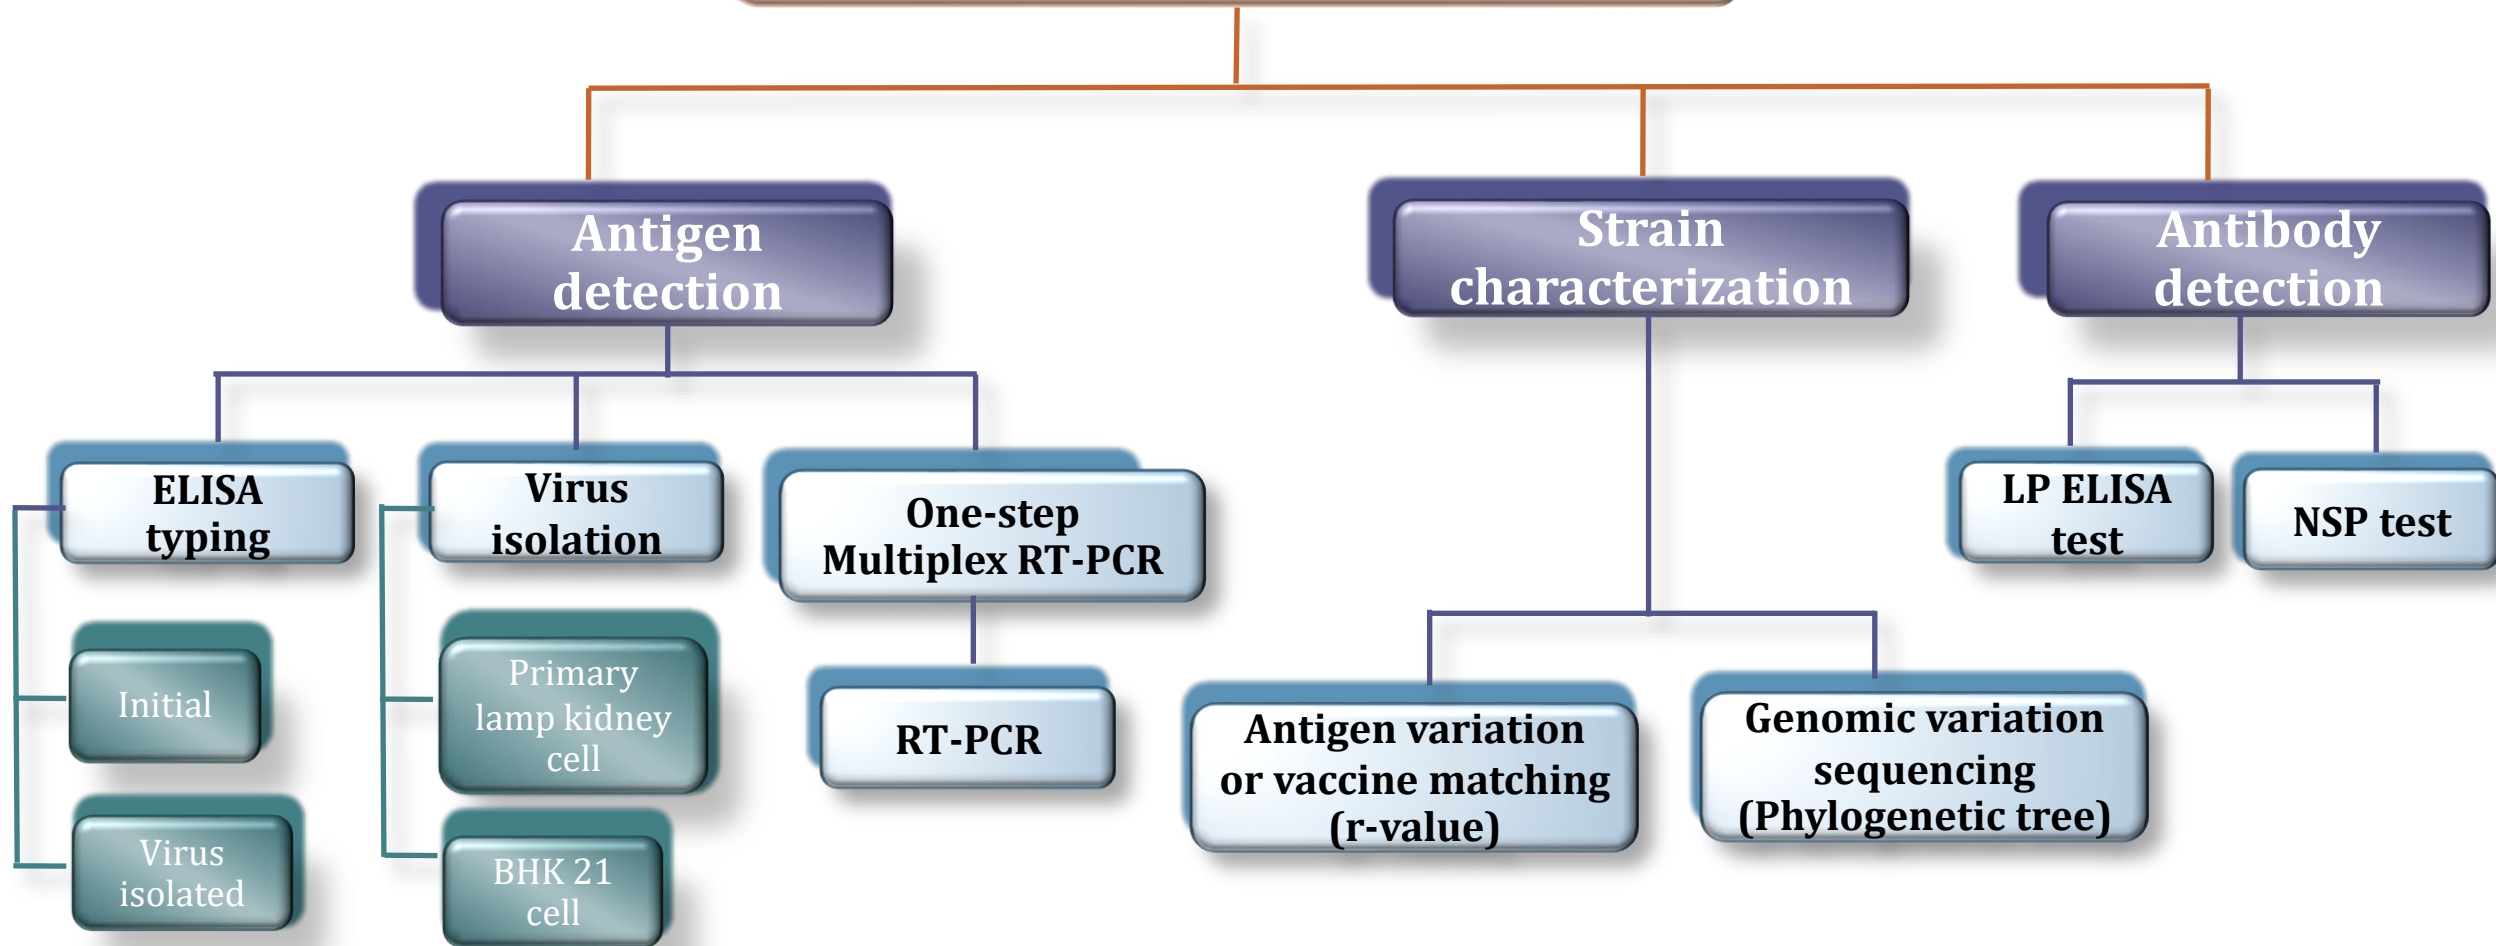 Antigen
detection
Strain
characterization
Antibody
detection
ELISA
typing
Virus
isolation
One-step
Multiplex RT-PCR
LP ELISA
test
NSP test
Initial
Primary
lamp kidney
cell
RT-PCR
Antigen variation
or vaccine matching
(r-value)
Genomic variation
sequencing
(Phylogenetic tree)
Virus
isolated
BHK 21
cell